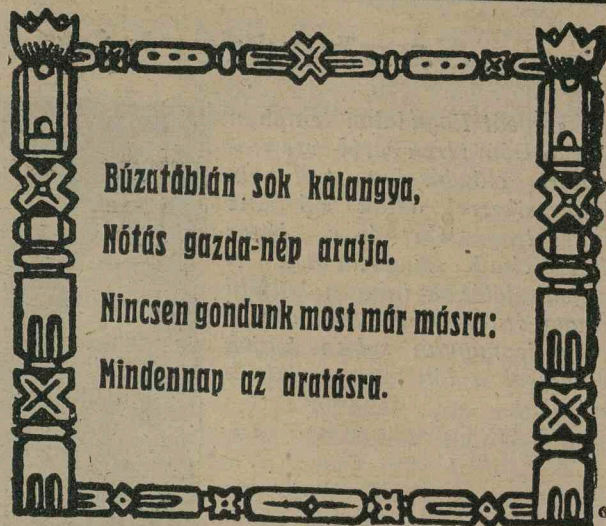 Búzatáblán sok kalangya,
Nótás gazda-nép aratja.
Nincsen gondunk most már másra:
Mindennap az aratásra.